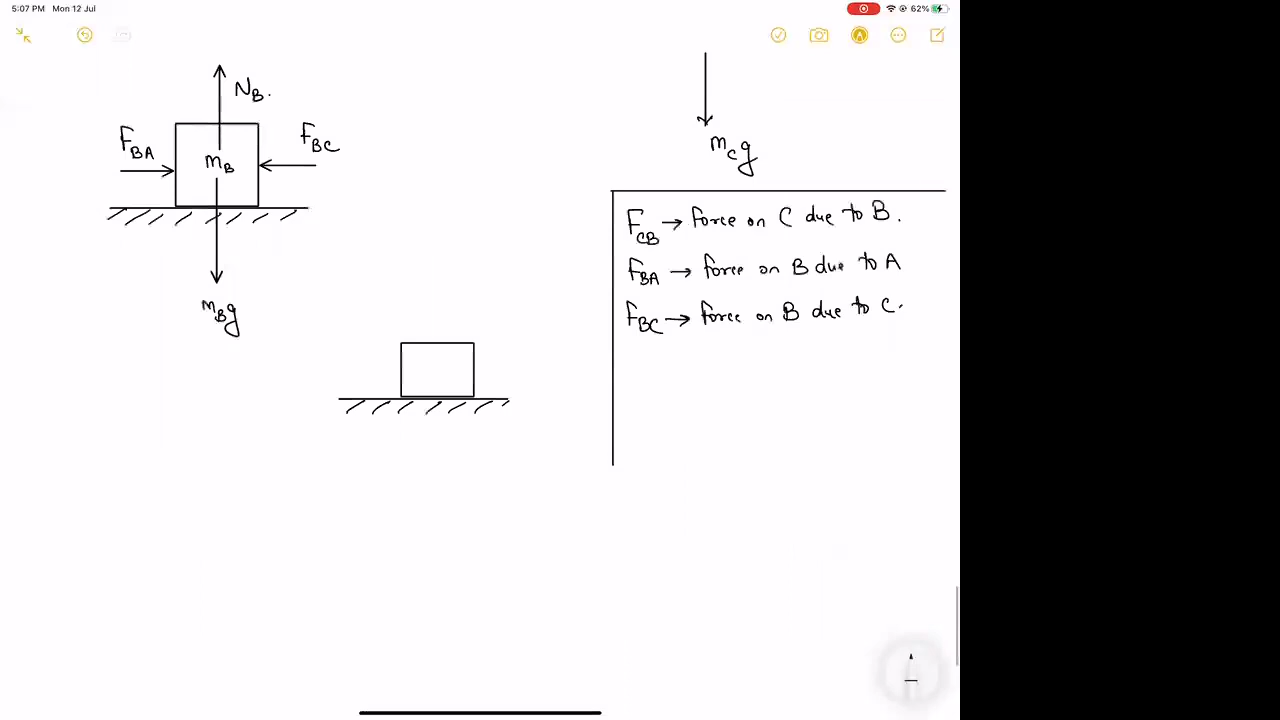 5:07 PM Mon 12 Jul
62%
N_B.
F_BA
F_BC
m_B
m_Bg
m_Cg
F_CB → force on C due to B.
F_BA → force on B due to A
F_BC → force on B due to C.